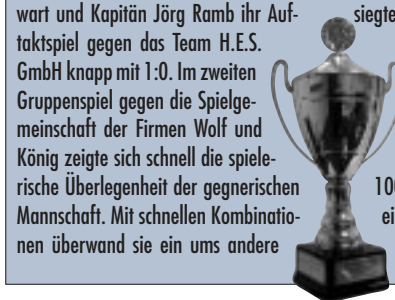 wart und Kapitän Jörg Ramb ihr Auf-
taktspiel gegen das Team H.E.S.
GmbH knapp mit 1:0. Im zweiten
Gruppenspiel gegen die Spielge-
meinschaft der Firmen Wolf und
König zeigte sich schnell die spiele-
rische Überlegenheit der gegnerischen
Mannschaft. Mit schnellen Kombinatio-
nen überwand sie ein ums andere
siegte